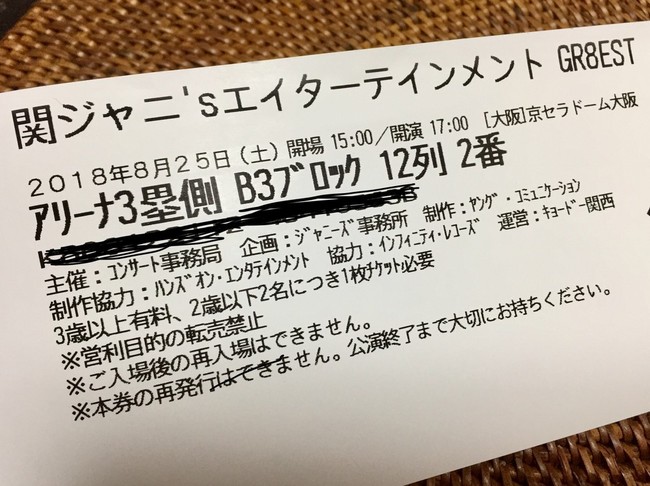 関ジャニ'sエイターテインメント GR8EST
2018年8月25日(土) 開場 15:00/開演 17:00 [大阪]京セラドーム大阪
ｱﾘｰﾅ3塁側 B3ﾌﾞﾛｯｸ 12列 2番
主催:ｺﾝｻｰﾄ事務局 企画:ｼﾞｬﾆｰｽﾞ事務所 制作:ﾔﾝｸﾞ･ｺﾐｭﾆｹｰｼｮﾝ
制作協力:ﾊﾝｽﾞｵﾝ･ｴﾝﾀﾃｲﾝﾒﾝﾄ 協力:ｲﾝﾌｨﾆﾃｨ･ﾚｺｰｽﾞ 運営:ｷｮｰﾄﾞｰ関西
3歳以上有料、2歳以下2名につき1枚ﾁｹｯﾄ必要
※営利目的の転売禁止
※ご入場後の再入場はできません。
※本券の再発行はできません。公演終了まで大切にお持ちください。